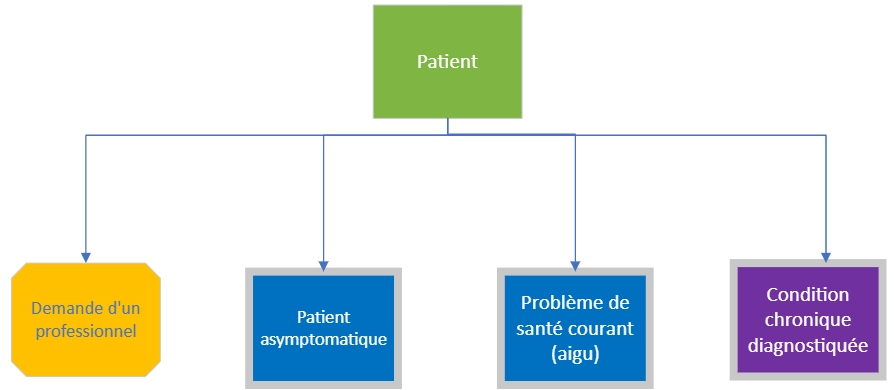 Patient
Demande d'un
professionnel
Patient
asymptomatique
Problème de
santé courant
(aigu)
Condition
chronique
diagnostiquée